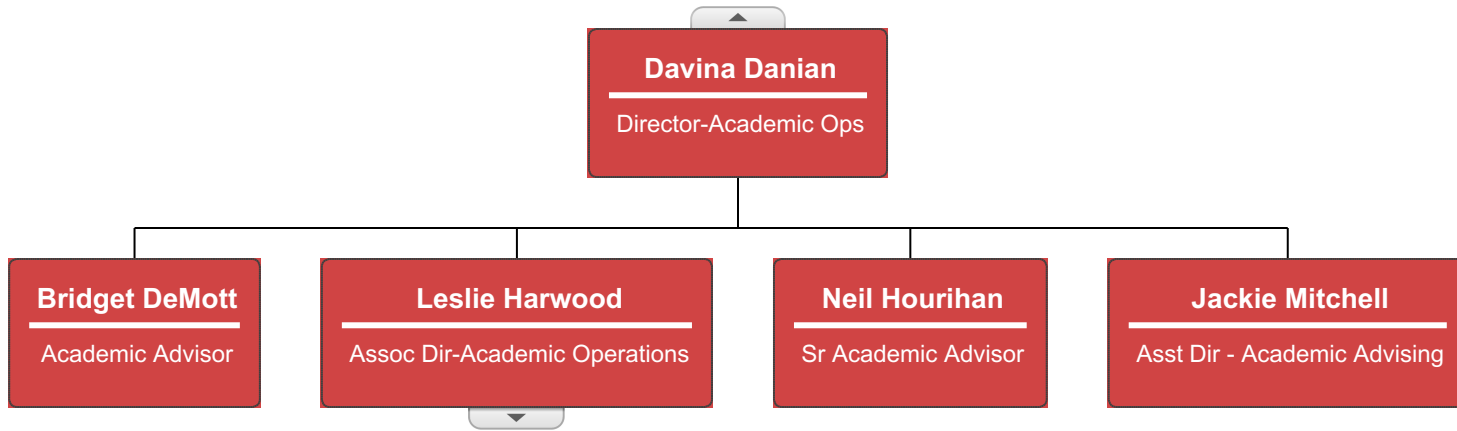 Davina Danian
Director-Academic Ops
Bridget DeMott
Academic Advisor
Leslie Harwood
Assoc Dir-Academic Operations
Neil Hourihan
Sr Academic Advisor
Jackie Mitchell
Asst Dir - Academic Advising